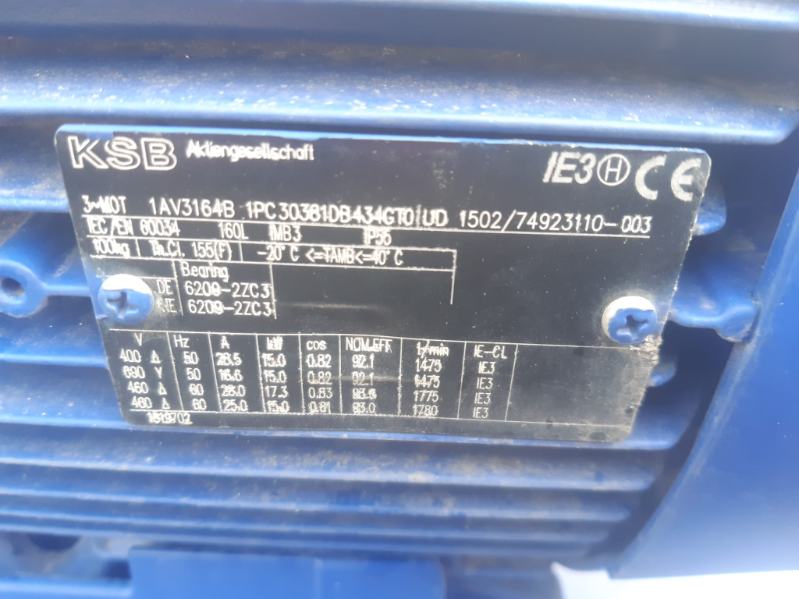 KSB Aktiengesellschaft IE3 H CE
3~MOT 1AV3164B 1PC30381DB434GT0 UD 1502/74923110-003
IEC/EN 60034 160L IMB3 IP55
100kg Th.Cl. 155(F) -20°C <=TAMB<=40°C
Bearing
DE 6209-2ZC3
6209-2ZC3
V Hz A kW cos NOM.EFF 1/min IE-CL
400 Δ 50 28.5 15.0 0.82 92.1 1475 IE3
690 Y 50 16.6 15.0 0.82 92.1 1475 IE3
460 Δ 60 28.0 17.3 0.83 1775 IE3
460 Δ 60 25.0 15.0 0.81 93.0 1780 IE3